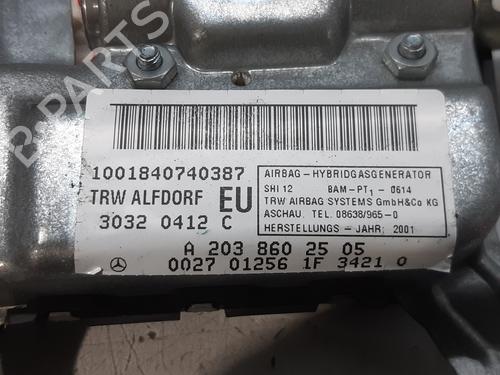 B-PARTS
1001840740387
TRW ALFDORF EU
3032 0412 C
AIRBAG - HYBRIDGASGENERATOR
SHI 12 BAM-PT₁ -0614
TRW AIRBAG SYSTEMS GmbH&Co KG
ASCHAU. TEL. 08638/965-0
HERSTELLUNGS - JAHR: 2001
A 203 860 25 05
0027 01256 1F 3421 0